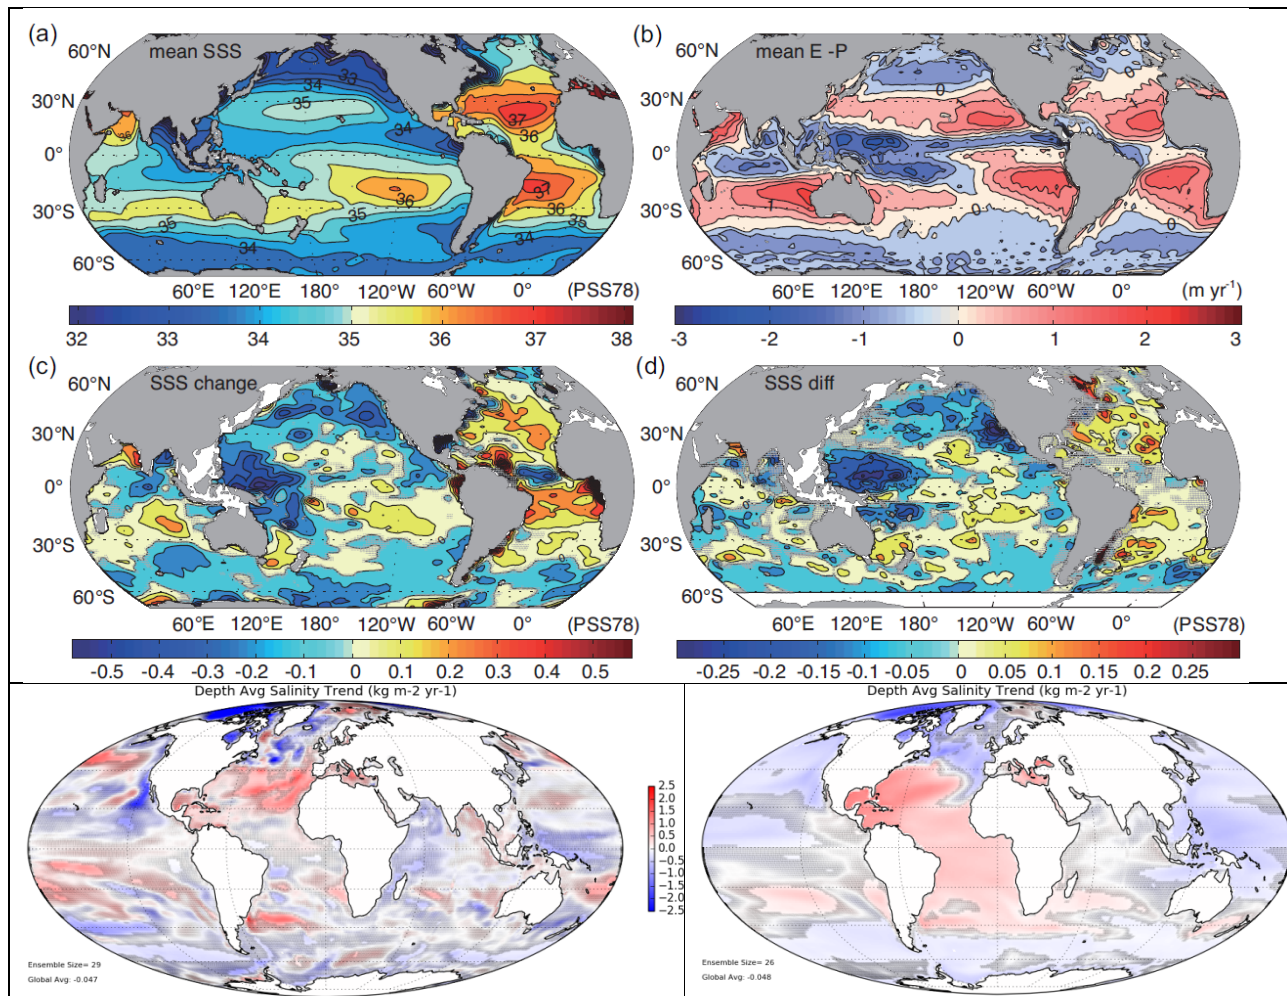 (a)
mean SSS
60°N
30°N
0°
30°S
60°S
33
34
35
34
37
36
36
35
34
36
35
34
60°E 120°E 180° 120°W 60°W 0° (PSS78)
32 33 34 35 36 37 38
(b)
mean E -P
60°N
30°N
0°
30°S
60°S
0
0
0
0
60°E 120°E 180° 120°W 60°W 0° (m yr⁻¹)
-3 -2 -1 0 1 2 3
(c)
SSS change
60°N
30°N
0°
30°S
60°S
60°E 120°E 180° 120°W 60°W 0° (PSS78)
-0.5 -0.4 -0.3 -0.2 -0.1 0 0.1 0.2 0.3 0.4 0.5
(d)
SSS diff
60°N
30°N
0°
30°S
60°S
60°E 120°E 180° 120°W 60°W 0° (PSS78)
-0.25 -0.2 -0.15 -0.1 -0.05 0 0.05 0.1 0.15 0.2 0.25
Depth Avg Salinity Trend (kg m-2 yr-1)
2.5
2.0
1.5
1.0
0.5
0.0
−0.5
−1.0
−1.5
−2.0
−2.5
Ensemble Size= 29
Global Avg: -0.047
Depth Avg Salinity Trend (kg m-2 yr-1)
Ensemble Size= 26
Global Avg: -0.048